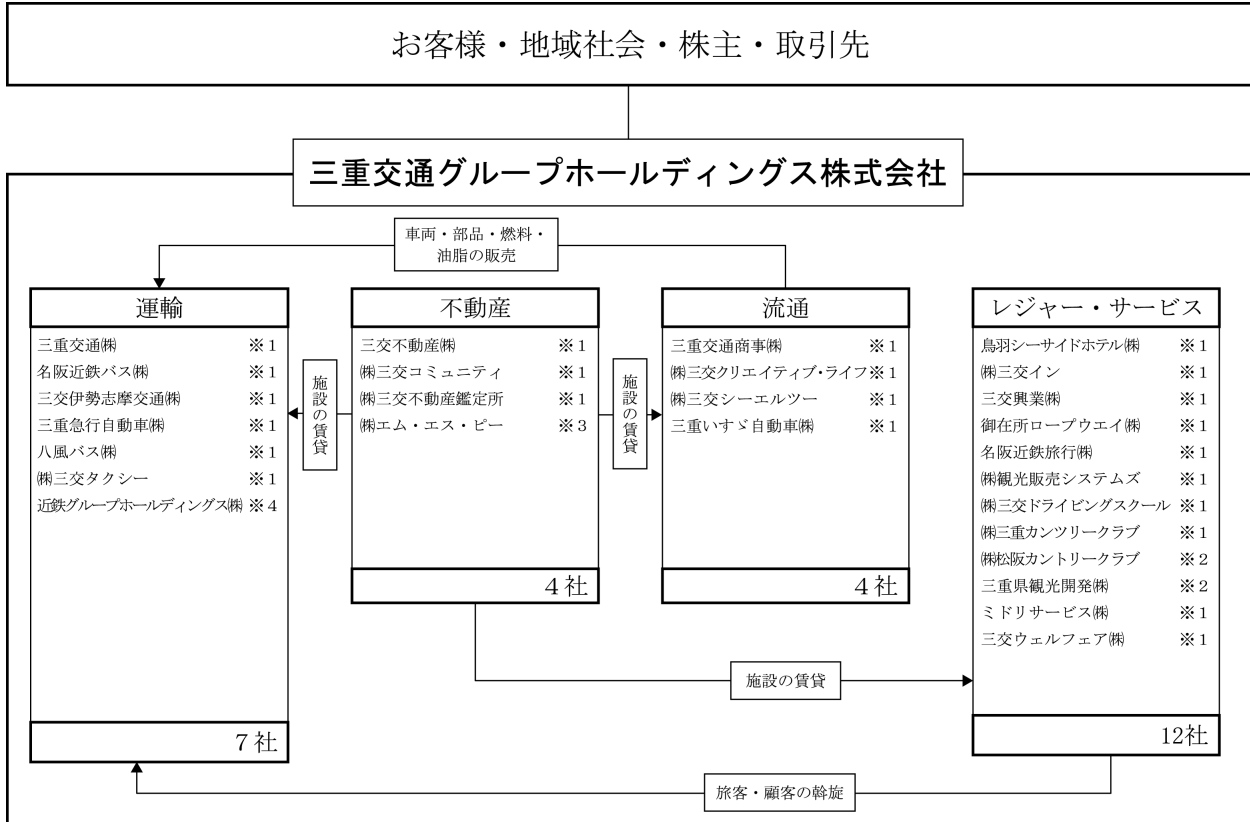 お客様・地域社会・株主・取引先
三重交通グループホールディングス株式会社
車両・部品・燃料・
油脂の販売
運輸
三重交通㈱ ※1
名阪近鉄バス㈱ ※1
三交伊勢志摩交通㈱ ※1
三重急行自動車㈱ ※1
八風バス㈱ ※1
㈱三交タクシー ※1
近鉄グループホールディングス㈱ ※4
7社
施設の賃貸
不動産
三交不動産㈱ ※1
㈱三交コミュニティ ※1
㈱三交不動産鑑定所 ※1
㈱エム・エス・ピー ※3
4社
施設の賃貸
流通
三重交通商事㈱ ※1
㈱三交クリエイティブ・ライフ※1
㈱三交シーエルツー ※1
三重いすゞ自動車㈱ ※1
4社
レジャー・サービス
鳥羽シーサイドホテル㈱ ※1
㈱三交イン ※1
三交興業㈱ ※1
御在所ロープウエイ㈱ ※1
名阪近鉄旅行㈱ ※1
㈱観光販売システムズ ※1
㈱三交ドライビングスクール ※1
㈱三重カンツリークラブ ※1
㈱松阪カントリークラブ ※2
三重県観光開発㈱ ※2
ミドリサービス㈱ ※1
三交ウェルフェア㈱ ※1
12社
施設の賃貸
旅客・顧客の斡旋